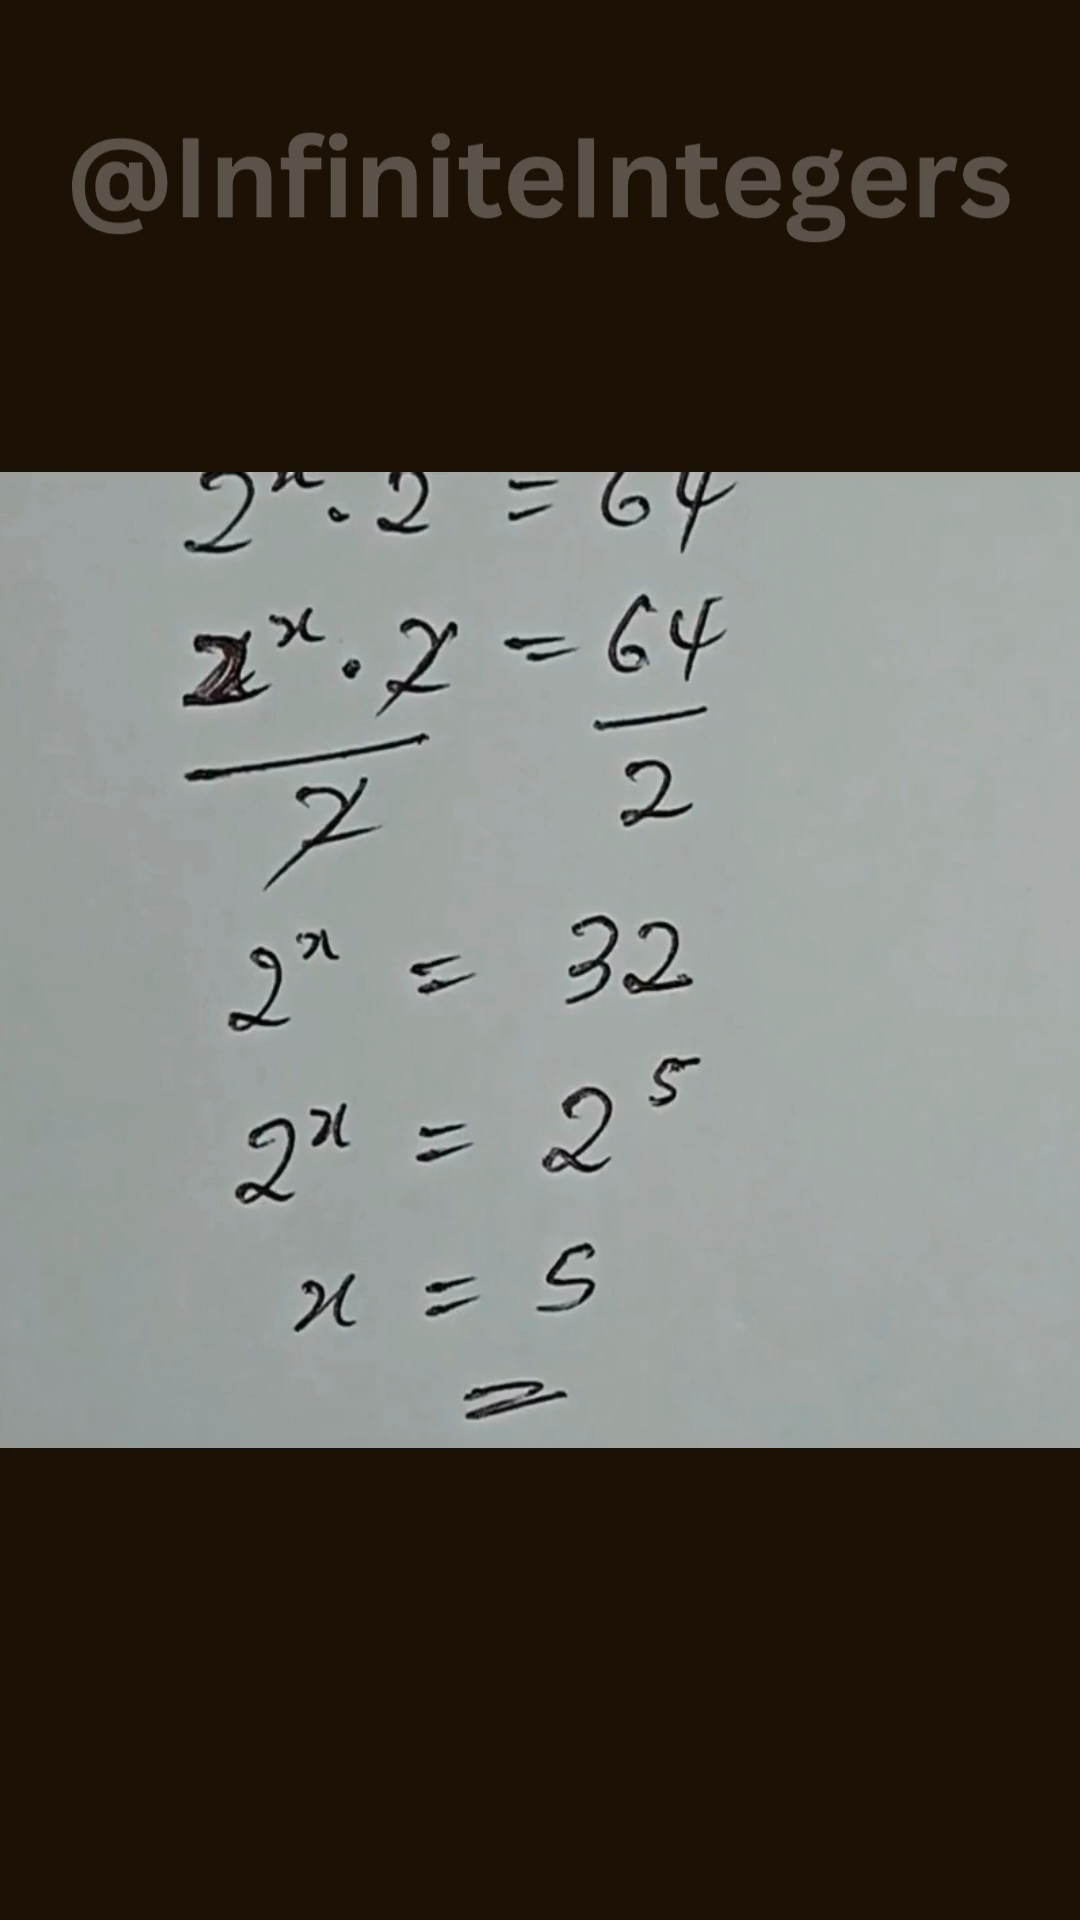 @InfiniteIntegers
2ˣ · 2 = 64
2ˣ · 2 = 64
2 2
2ˣ = 32
2ˣ = 2⁵
x = 5